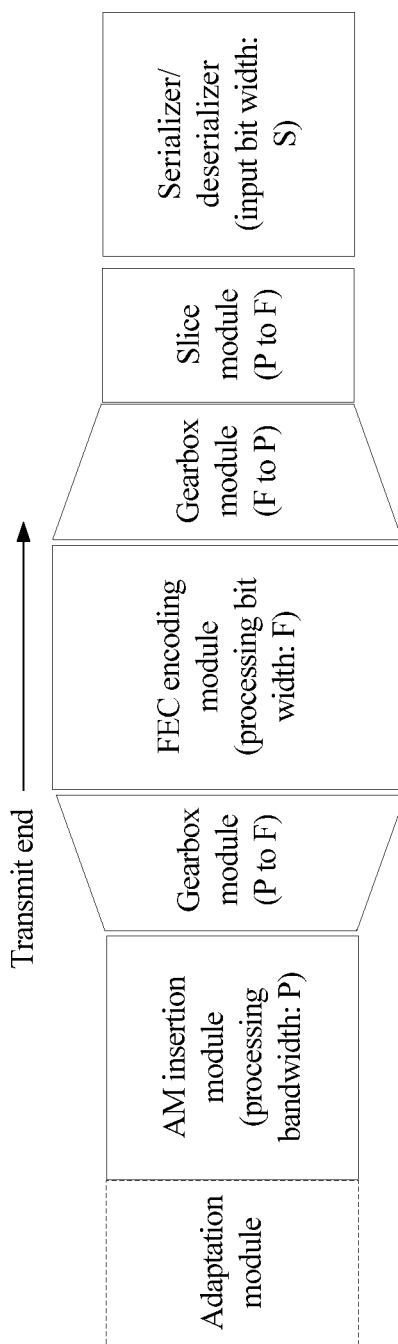 Transmit end
Adaptation
module
AM insertion
module
(processing
bandwidth: P)
Gearbox
module
(P to F)
FEC encoding
module
(processing bit
width: F)
Gearbox
module
(F to P)
Slice
module
(P to F)
Serializer/
deserializer
(input bit width:
S)